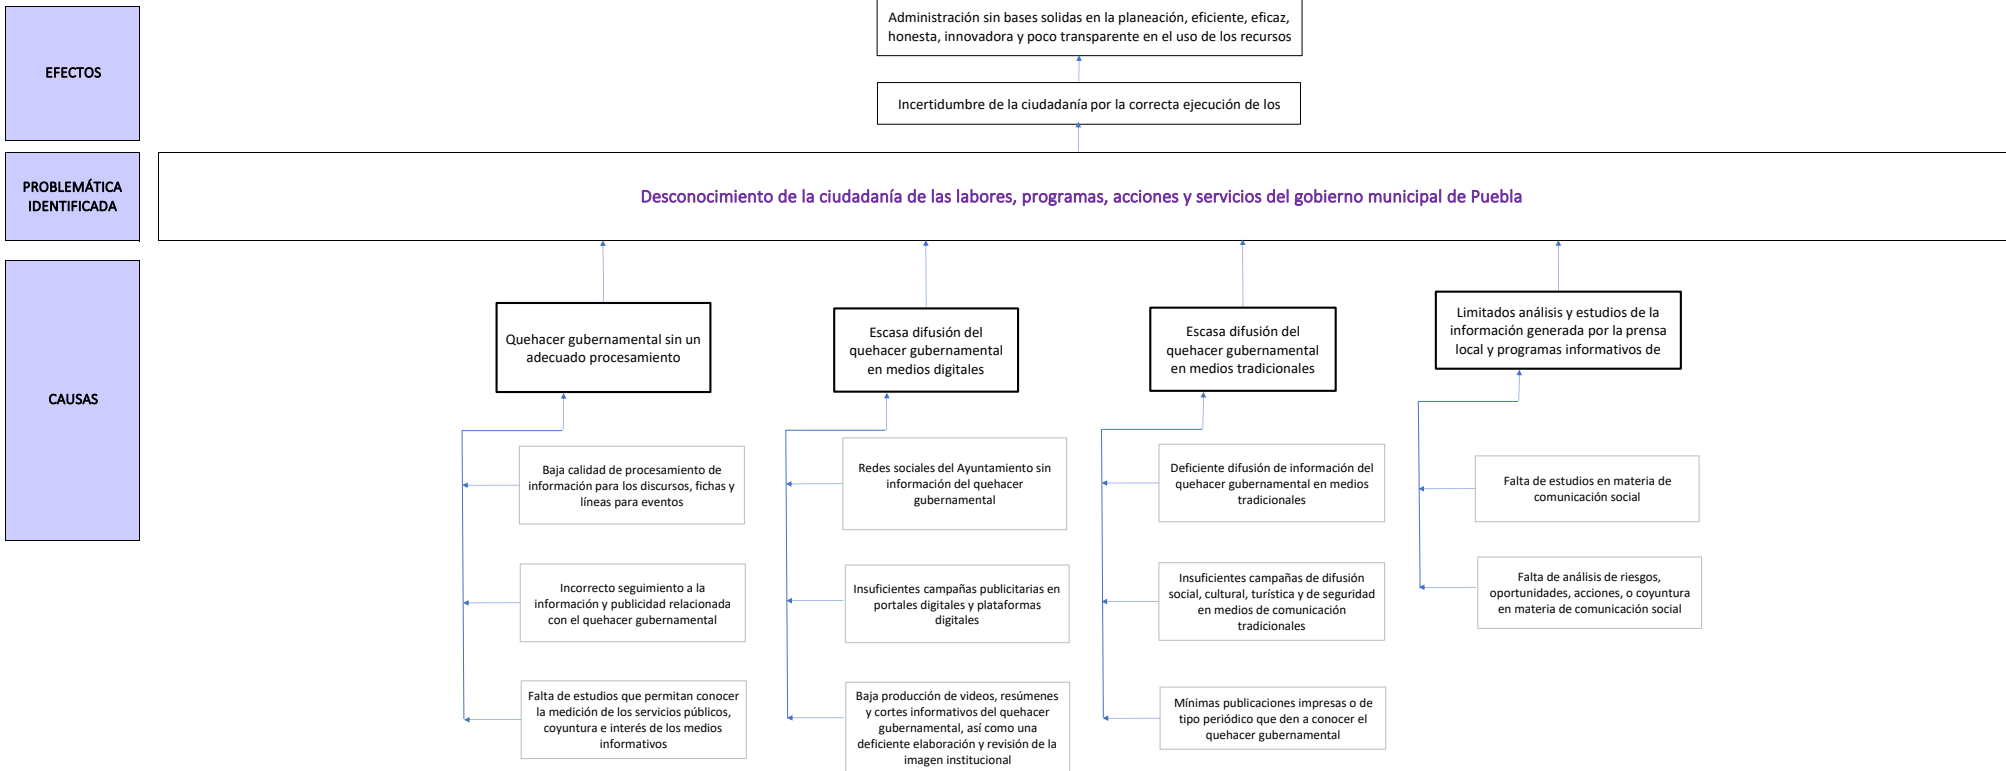 EFECTOS
Administración sin bases solidas en la planeación, eficiente, eficaz,
honesta, innovadora y poco transparente en el uso de los recursos
Incertidumbre de la ciudadanía por la correcta ejecución de los
PROBLEMÁTICA
IDENTIFICADA
Desconocimiento de la ciudadanía de las labores, programas, acciones y servicios del gobierno municipal de Puebla
CAUSAS
Quehacer gubernamental sin un
adecuado procesamiento
Baja calidad de procesamiento de
información para los discursos, fichas y
líneas para eventos
Incorrecto seguimiento a la
información y publicidad relacionada
con el quehacer gubernamental
Falta de estudios que permitan conocer
la medición de los servicios públicos,
coyuntura e interés de los medios
informativos
Escasa difusión del
quehacer gubernamental
en medios digitales
Redes sociales del Ayuntamiento sin
información del quehacer
gubernamental
Insuficientes campañas publicitarias en
portales digitales y plataformas
digitales
Baja producción de videos, resúmenes
y cortes informativos del quehacer
gubernamental, así como una
deficiente elaboración y revisión de la
imagen institucional
Escasa difusión del
quehacer gubernamental
en medios tradicionales
Deficiente difusión de información del
quehacer gubernamental en medios
tradicionales
Insuficientes campañas de difusión
social, cultural, turística y de seguridad
en medios de comunicación
tradicionales
Mínimas publicaciones impresas o de
tipo periódico que den a conocer el
quehacer gubernamental
Limitados análisis y estudios de la
información generada por la prensa
local y programas informativos de
Falta de estudios en materia de
comunicación social
Falta de análisis de riesgos,
oportunidades, acciones, o coyuntura
en materia de comunicación social